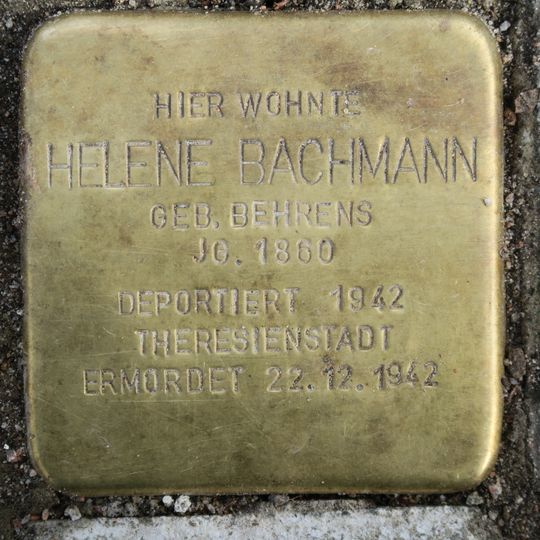 HIER WOHNTE
HELENE BACHMANN
GEB. BEHRENS
JG. 1860
DEPORTIERT 1942
THERESIENSTADT
ERMORDET 22.12.1942